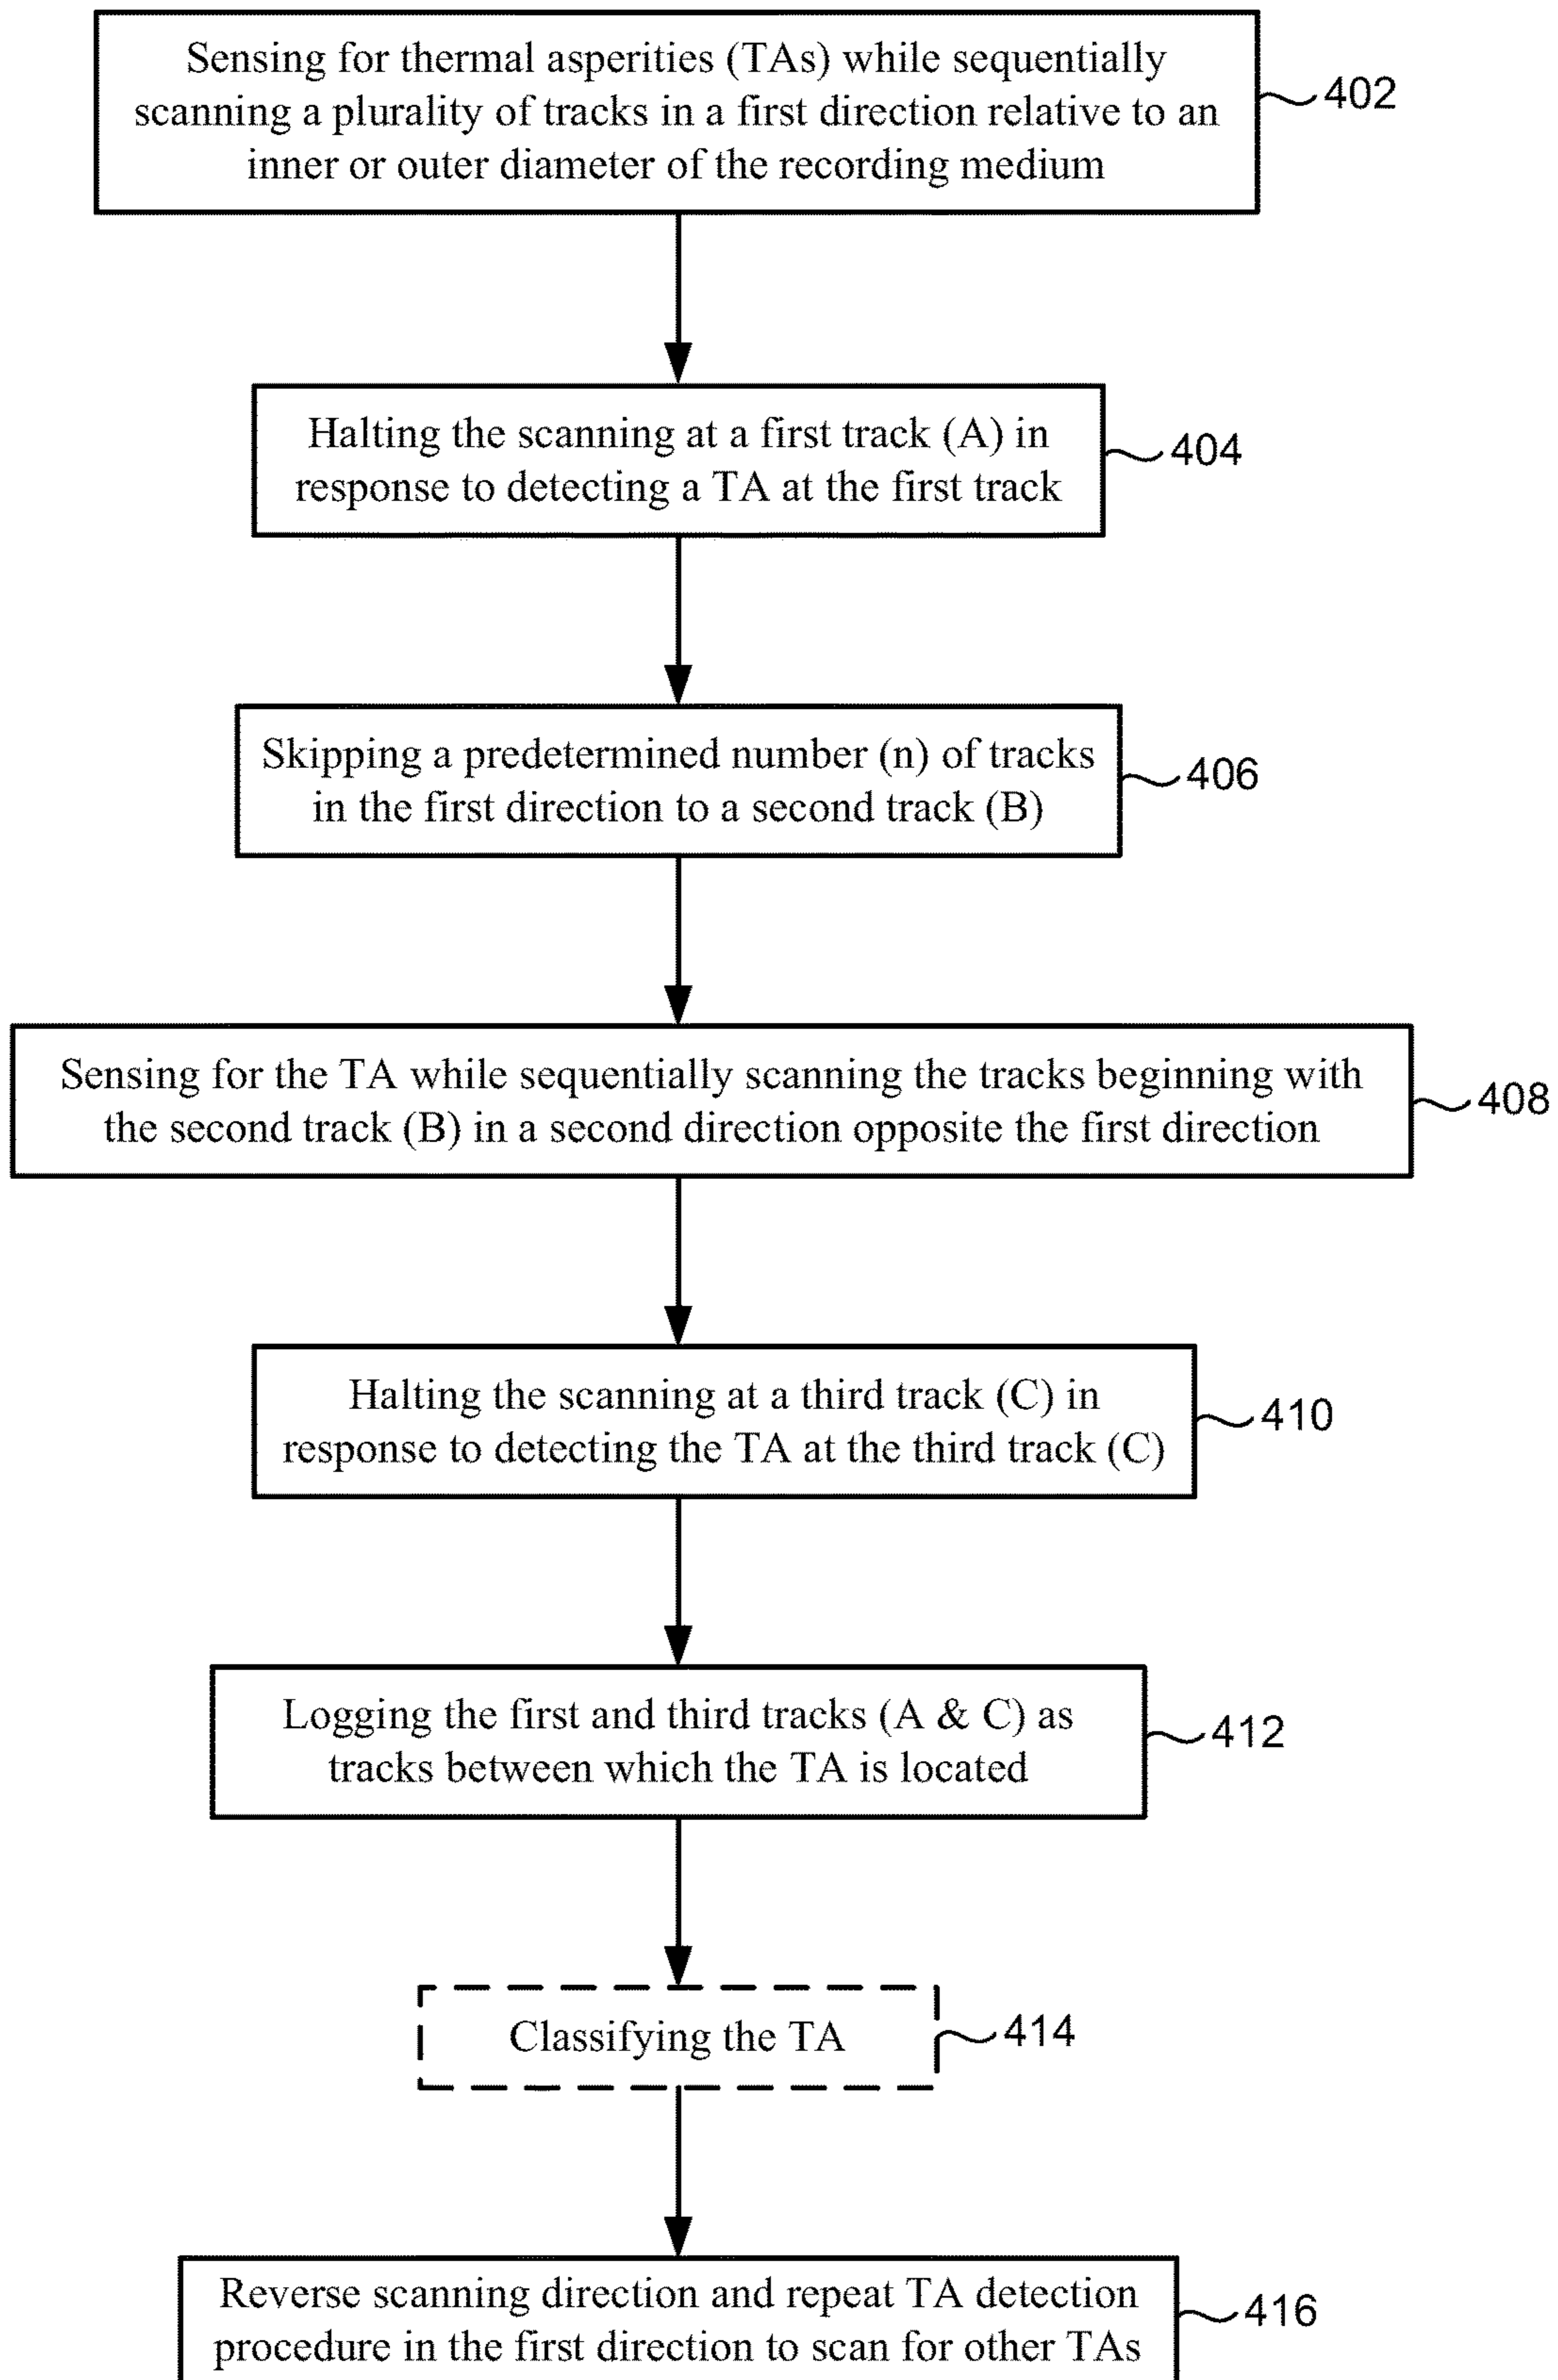 Sensing for thermal asperities (TAs) while sequentially
scanning a plurality of tracks in a first direction relative to an
inner or outer diameter of the recording medium
402
Halting the scanning at a first track (A) in
response to detecting a TA at the first track
404
Skipping a predetermined number (n) of tracks
in the first direction to a second track (B)
406
Sensing for the TA while sequentially scanning the tracks beginning with
the second track (B) in a second direction opposite the first direction
408
Halting the scanning at a third track (C) in
response to detecting the TA at the third track (C)
410
Logging the first and third tracks (A & C) as
tracks between which the TA is located
412
Classifying the TA
414
Reverse scanning direction and repeat TA detection
procedure in the first direction to scan for other TAs
416